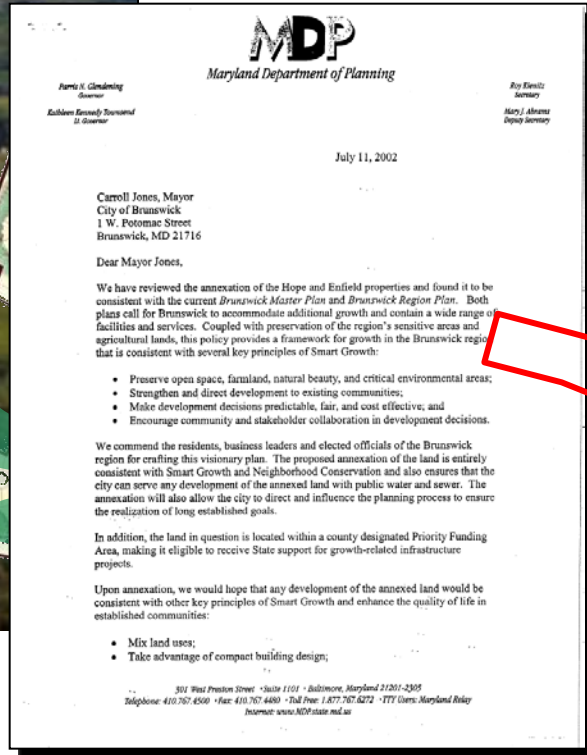 MDP
Maryland Department of Planning
Parris N. Glendening
Governor
Kathleen Kennedy Townsend
Lt. Governor
Roy Kienitz
Secretary
Mary J. Abrams
Deputy Secretary
July 11, 2002
Carroll Jones, Mayor
City of Brunswick
1 W. Potomac Street
Brunswick, MD 21716
Dear Mayor Jones,
We have reviewed the annexation of the Hope and Enfield properties and found it to be
consistent with the current Brunswick Master Plan and Brunswick Region Plan. Both
plans call for Brunswick to accommodate additional growth and contain a wide range of
facilities and services. Coupled with preservation of the region's sensitive areas and
agricultural lands, this policy provides a framework for growth in the Brunswick regio
that is consistent with several key principles of Smart Growth:
• Preserve open space, farmland, natural beauty, and critical environmental areas;
• Strengthen and direct development to existing communities;
• Make development decisions predictable, fair, and cost effective; and
• Encourage community and stakeholder collaboration in development decisions.
We commend the residents, business leaders and elected officials of the Brunswick
region for crafting this visionary plan. The proposed annexation of the land is entirely
consistent with Smart Growth and Neighborhood Conservation and also ensures that the
city can serve any development of the annexed land with public water and sewer. The
annexation will also allow the city to direct and influence the planning process to ensure
the realization of long established goals.
In addition, the land in question is located within a county designated Priority Funding
Area, making it eligible to receive State support for growth-related infrastructure
projects.
Upon annexation, we would hope that any development of the annexed land would be
consistent with other key principles of Smart Growth and enhance the quality of life in
established communities:
• Mix land uses;
• Take advantage of compact building design;
301 West Preston Street • Suite 1101 • Baltimore, Maryland 21201-2305
Telephone: 410.767.4500 • Fax: 410.767.4480 • Toll Free: 1.877.767.6272 • TTY Users: Maryland Relay
Internet: www.MDP.state.md.us